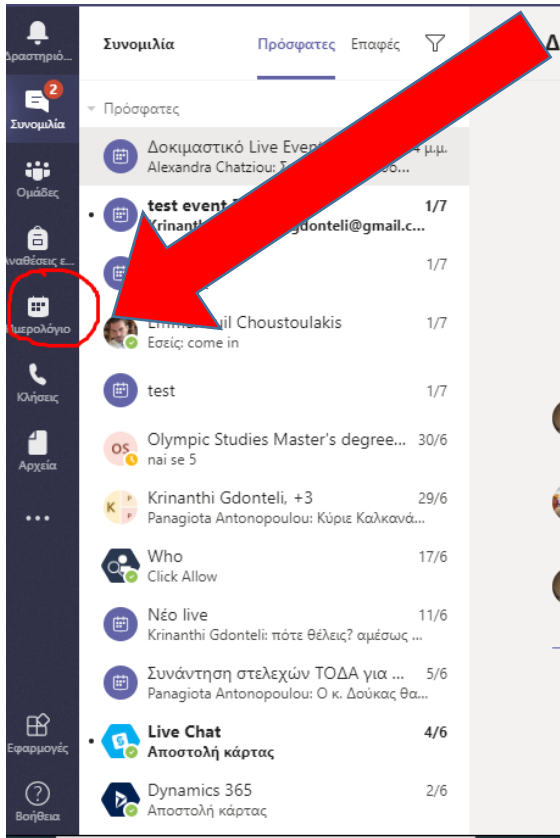 Δραστηριό...
2
Συνομιλία
Ομάδες
Αναθέσεις ε...
Ημερολόγιο
Κλήσεις
Αρχεία
Εφαρμογές
Βοήθεια
Συνομιλία Πρόσφατες Επαφές
Πρόσφατες
Δοκιμαστικό Live Event μ.μ.
Alexandra Chatziou:
test event 1/7
gdonteli@gmail.c...
1/7
Choustoulakis 1/7
Εσείς: come in
test 1/7
OS
Olympic Studies Master's degree... 30/6
nai se 5
K P P
Krinanthi Gdonteli, +3 29/6
Panagiota Antonopoulou: Κύριε Καλκανά...
Who 17/6
Click Allow
Νέο live 11/6
Krinanthi Gdonteli: πότε θέλεις? αμέσως ...
Συνάντηση στελεχών ΤΟΔΑ για ... 5/6
Panagiota Antonopoulou: Ο κ. Δούκας θα...
Live Chat 4/6
Αποστολή κάρτας
Dynamics 365 2/6
Αποστολή κάρτας